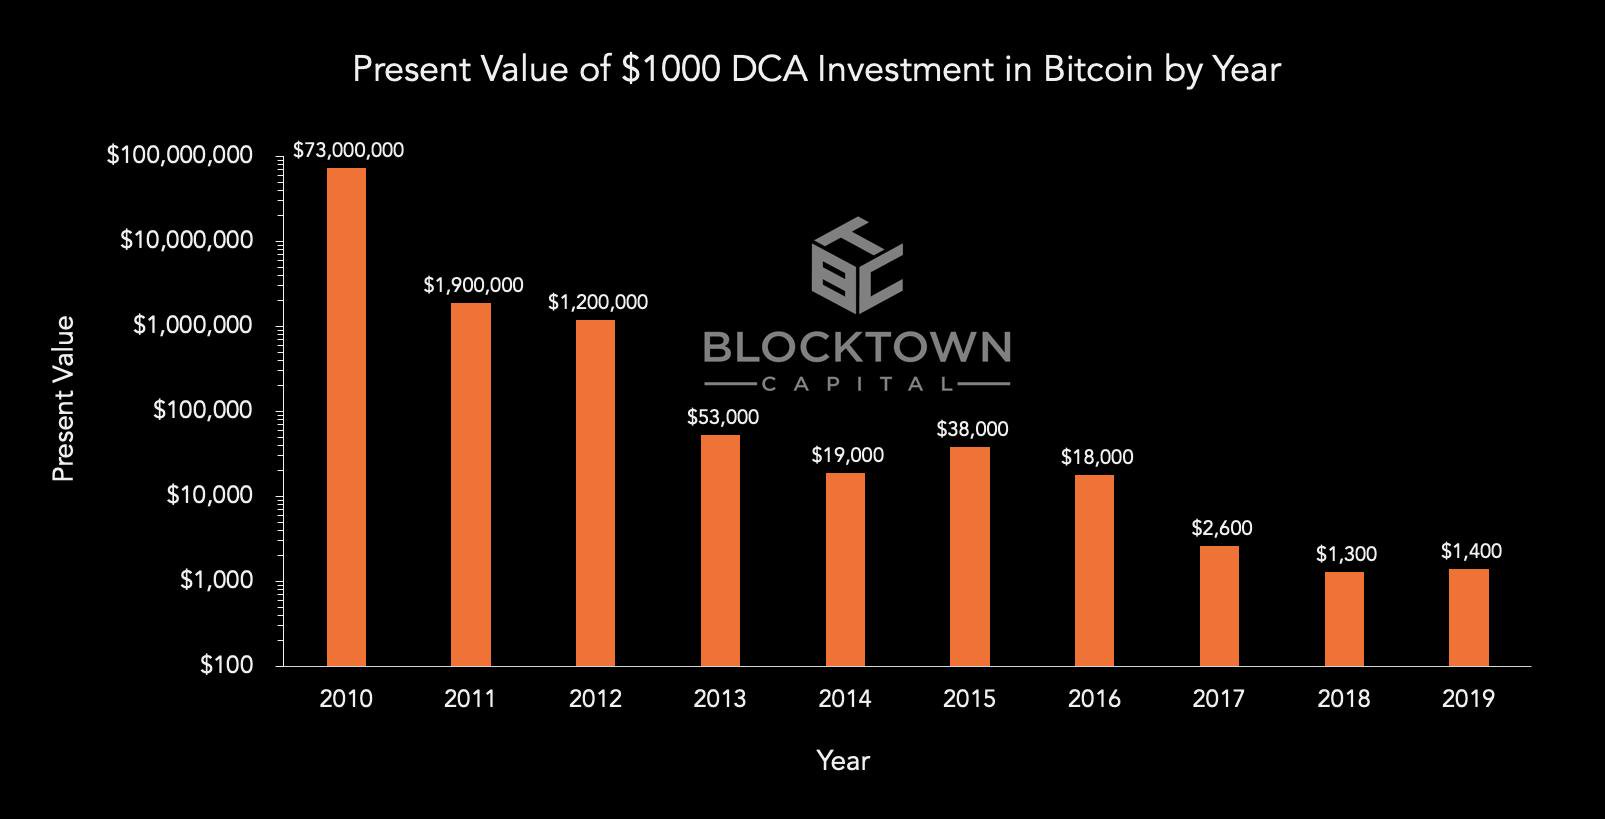 Present Value of $1000 DCA Investment in Bitcoin by Year
Present Value
$100,000,000
$10,000,000
$1,000,000
$100,000
$10,000
$1,000
$100
$73,000,000
$1,900,000
$1,200,000
$53,000
$19,000
$38,000
$18,000
$2,600
$1,300
$1,400
BTC
BLOCKTOWN
CAPITAL
2010 2011 2012 2013 2014 2015 2016 2017 2018 2019
Year